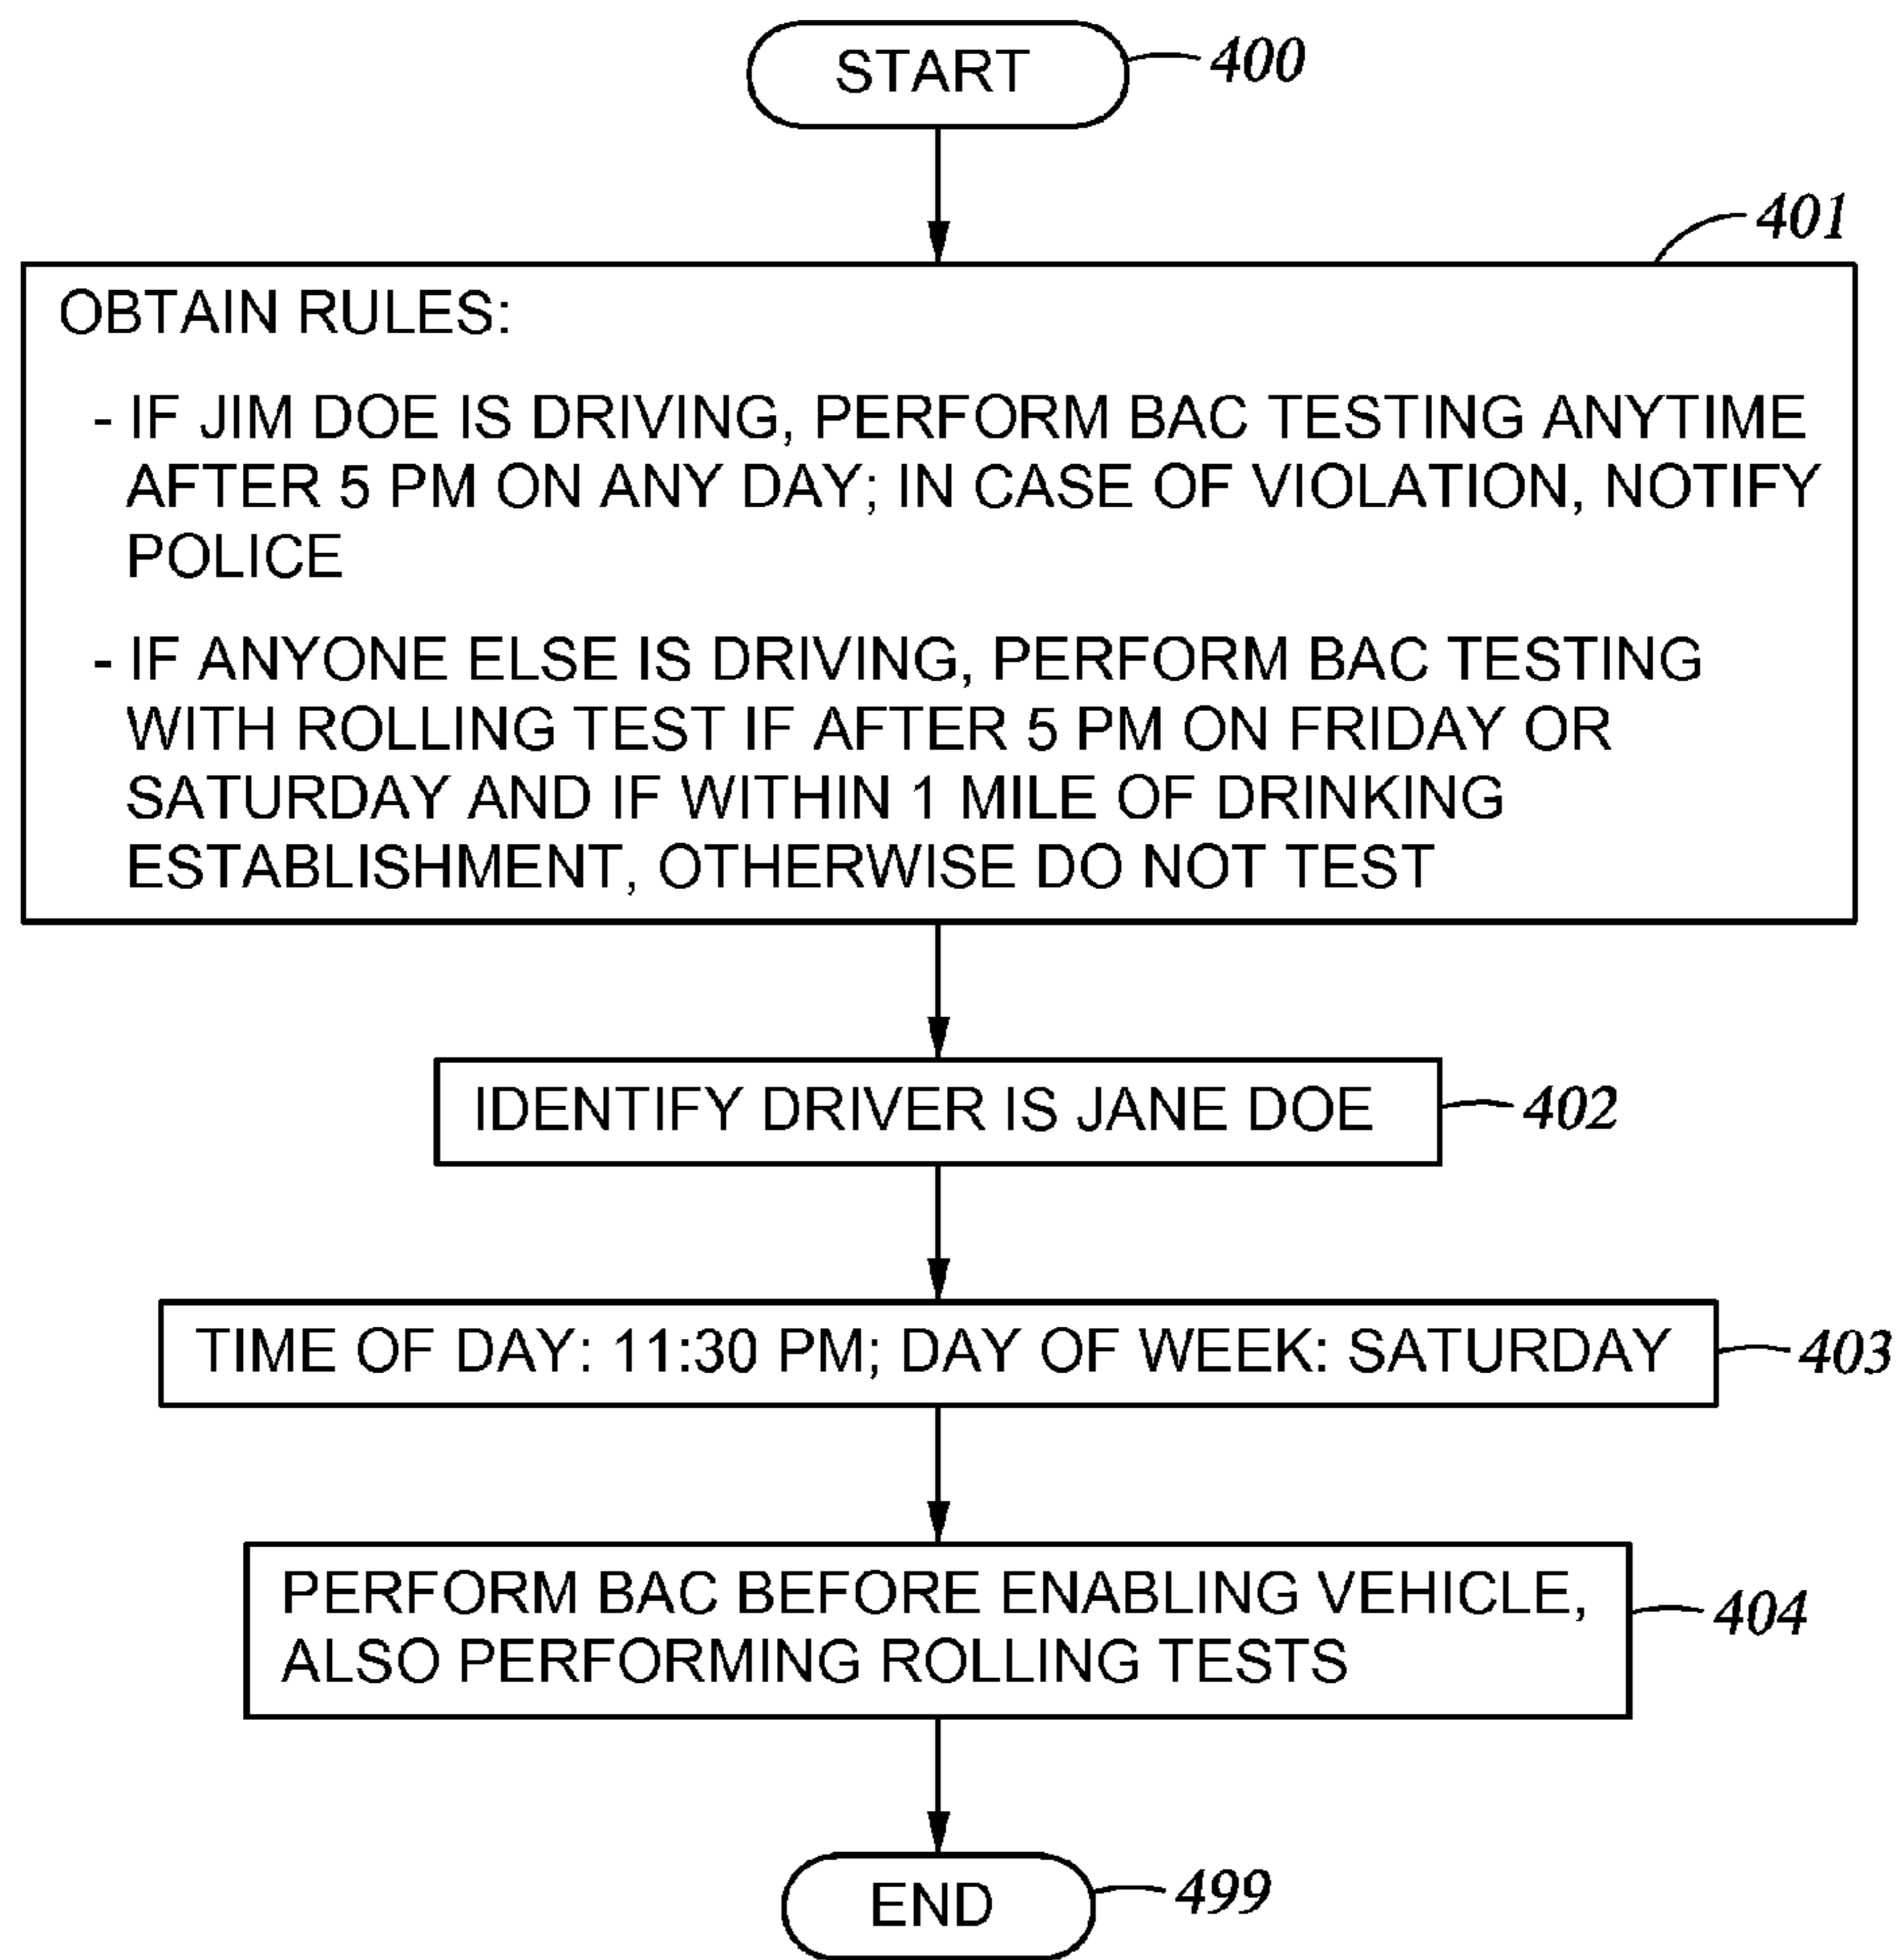 START
400
401
OBTAIN RULES:
- IF JIM DOE IS DRIVING, PERFORM BAC TESTING ANYTIME
AFTER 5 PM ON ANY DAY; IN CASE OF VIOLATION, NOTIFY
POLICE
- IF ANYONE ELSE IS DRIVING, PERFORM BAC TESTING
WITH ROLLING TEST IF AFTER 5 PM ON FRIDAY OR
SATURDAY AND IF WITHIN 1 MILE OF DRINKING
ESTABLISHMENT, OTHERWISE DO NOT TEST
IDENTIFY DRIVER IS JANE DOE
402
TIME OF DAY: 11:30 PM; DAY OF WEEK: SATURDAY
403
PERFORM BAC BEFORE ENABLING VEHICLE,
ALSO PERFORMING ROLLING TESTS
404
END
499